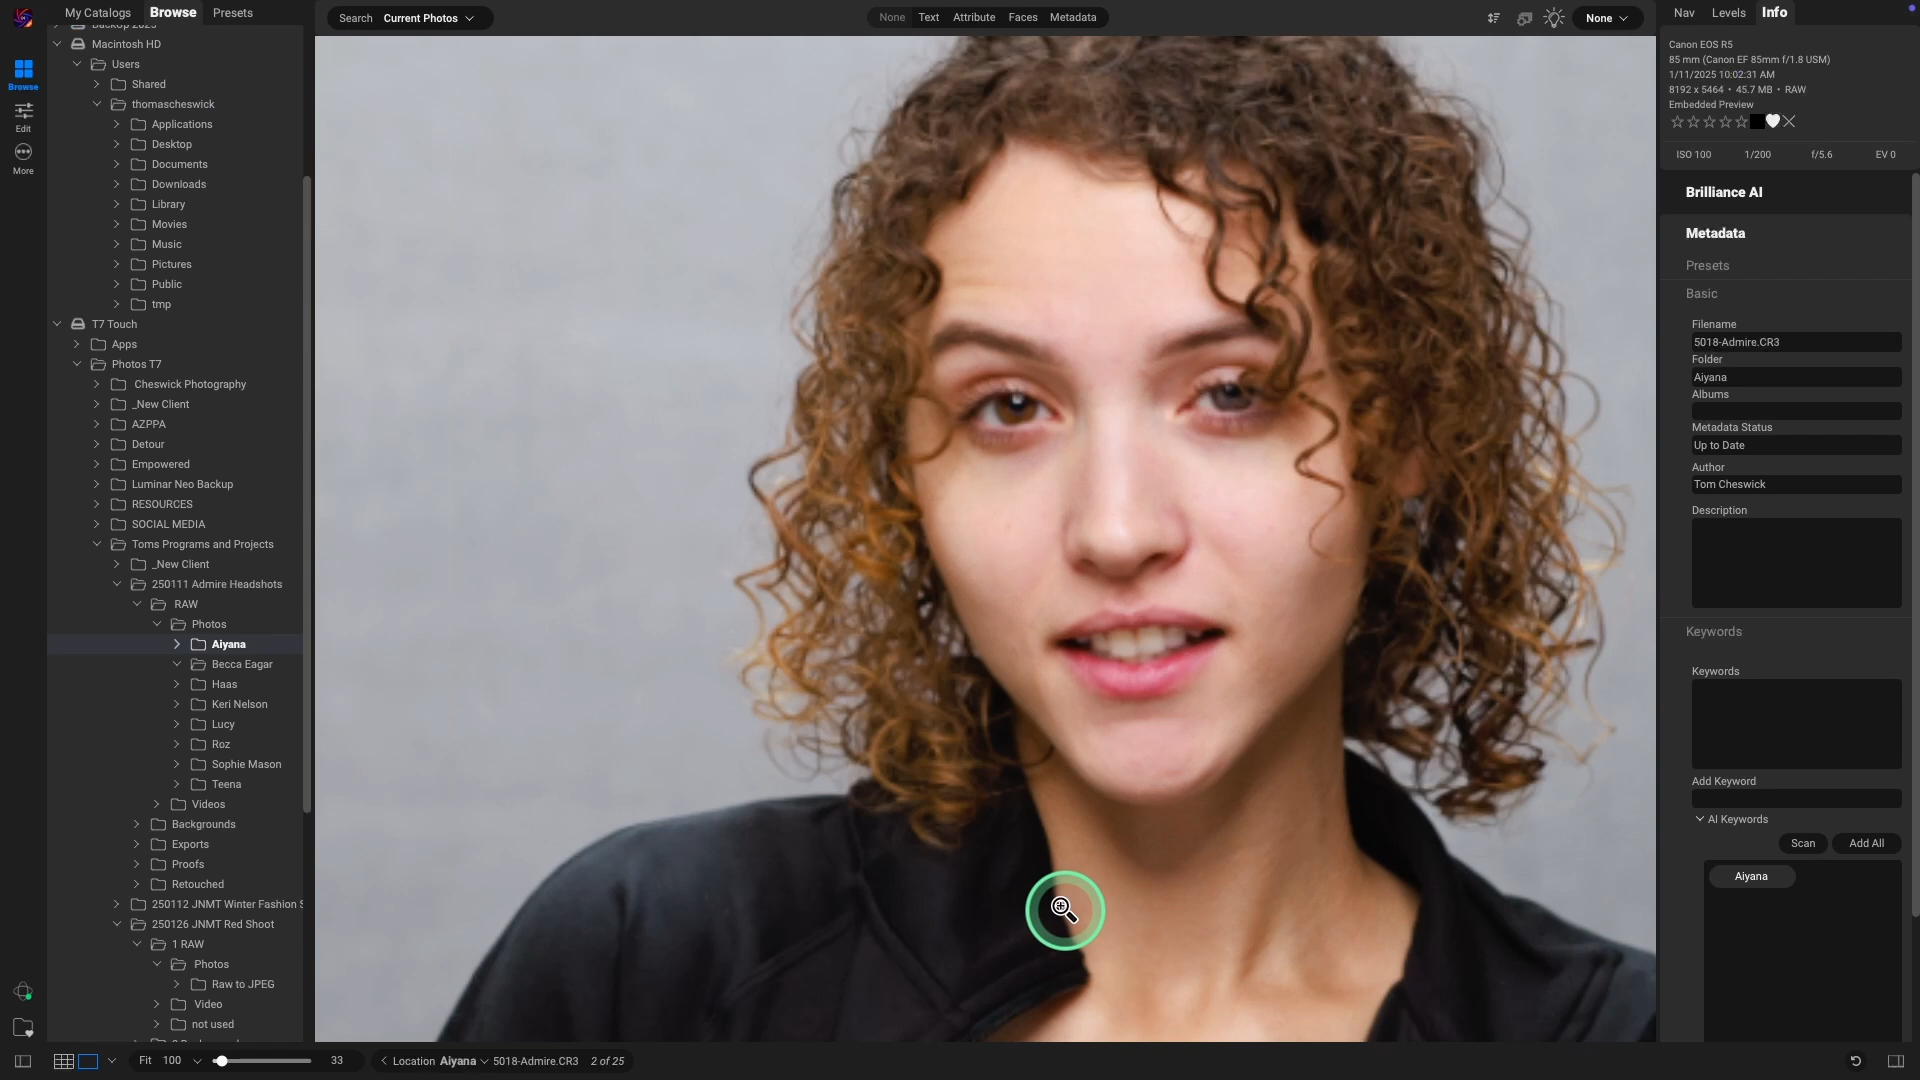 My Catalogs Browse Presets
Search Current Photos
None Text Attribute Faces Metadata
None
Nav Levels Info
Browse
Edit
More
Backup 2023
Macintosh HD
Users
Shared
thomascheswick
Applications
Desktop
Documents
Downloads
Library
Movies
Music
Pictures
Public
tmp
T7 Touch
Apps
Photos T7
Cheswick Photography
_New Client
AZPPA
Detour
Empowered
Luminar Neo Backup
RESOURCES
SOCIAL MEDIA
Toms Programs and Projects
_New Client
250111 Admire Headshots
RAW
Photos
Aiyana
Becca Eagar
Haas
Keri Nelson
Lucy
Roz
Sophie Mason
Teena
Videos
Backgrounds
Exports
Proofs
Retouched
250112 JNMT Winter Fashion S
250126 JNMT Red Shoot
1 RAW
Photos
Raw to JPEG
Video
not used
Canon EOS R5
85 mm (Canon EF 85mm f/1.8 USM)
1/11/2025 10:02:31 AM
8192 x 5464 • 45.7 MB • RAW
Embedded Preview
ISO 100 1/200 f/5.6 EV 0
Brilliance AI
Metadata
Presets
Basic
Filename
5018-Admire.CR3
Folder
Aiyana
Albums
Metadata Status
Up to Date
Author
Tom Cheswick
Description
Keywords
Keywords
Add Keyword
AI Keywords
Scan Add All
Aiyana
Fit 100 33 Location Aiyana 5018-Admire.CR3 2 of 25